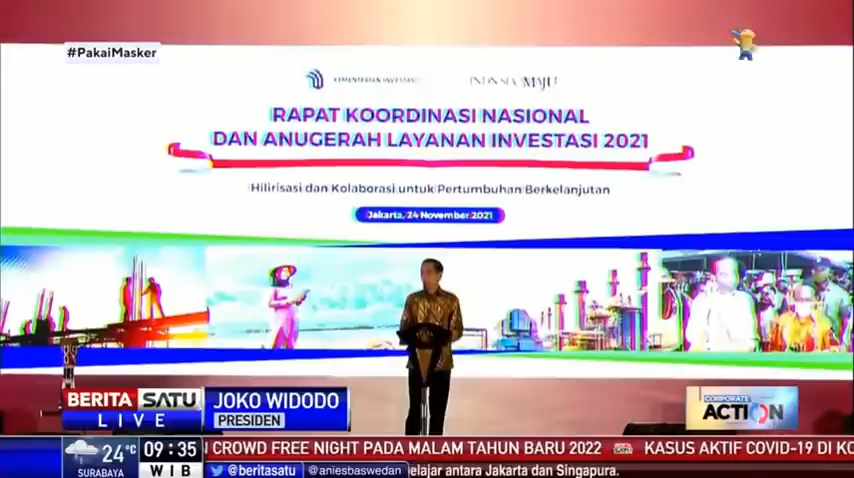 #PakaiMasker
KEMENTERIAN INVESTASI
MAJU
RAPAT KOORDINASI NASIONAL
DAN ANUGERAH LAYANAN INVESTASI 2021
Hilirisasi dan Kolaborasi untuk Pertumbuhan Berkelanjutan
Jakarta, 24 November 2021
BERITA SATU
LIVE
JOKO WIDODO
PRESIDEN
CORPORATE
ACTION
24°C
SURABAYA
09:35
WIB
CROWD FREE NIGHT PADA MALAM TAHUN BARU 2022
KASUS AKTIF COVID-19 DI KO
@beritasatu
@aniesbaswedan
elajar antara Jakarta dan Singapura.